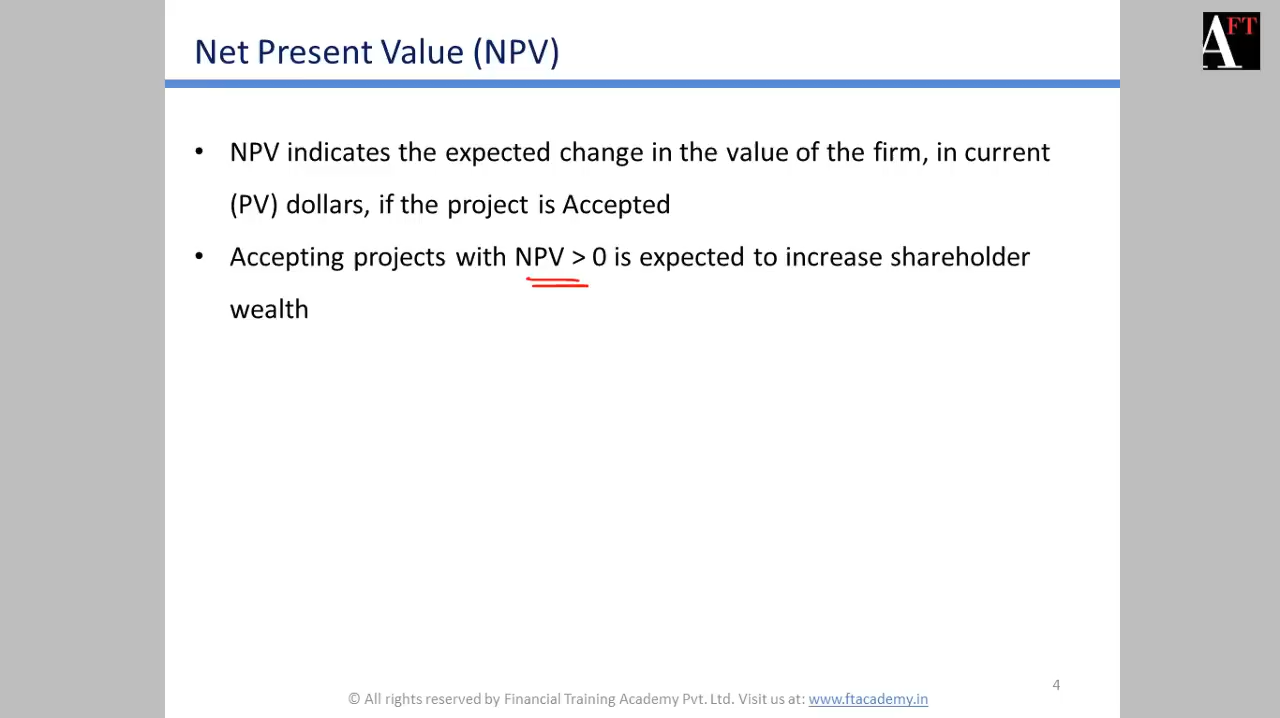 Net Present Value (NPV)
AFT
• NPV indicates the expected change in the value of the firm, in current
(PV) dollars, if the project is Accepted
• Accepting projects with NPV > 0 is expected to increase shareholder
wealth
4
© All rights reserved by Financial Training Academy Pvt. Ltd. Visit us at: www.ftacademy.in